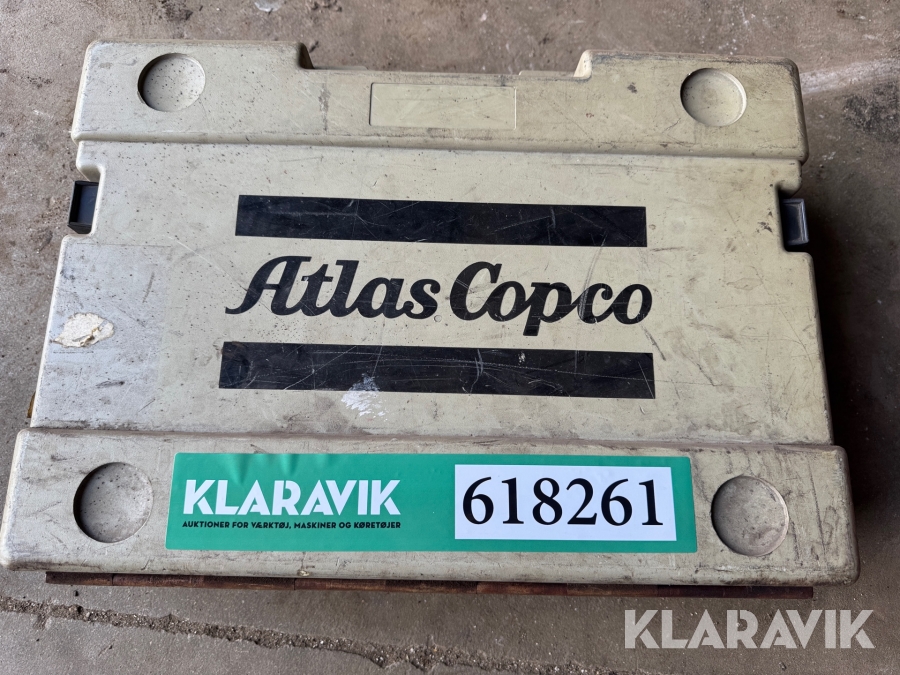 Atlas Copco
KLARAVIK
AUKTIONER FOR VÆRKTØJ, MASKINER OG KØRETØJER
618261
KLARAVIK